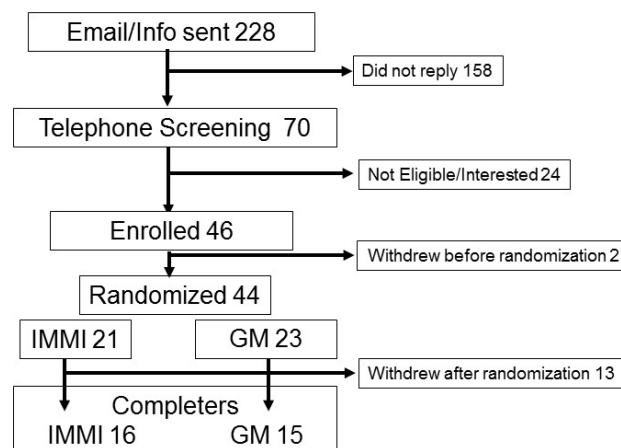 Email/Info sent 228
Did not reply 158
Telephone Screening 70
Not Eligible/Interested 24
Enrolled 46
Withdrew before randomization 2
Randomized 44
IMMI 21 GM 23
Withdrew after randomization 13
Completers
IMMI 16 GM 15